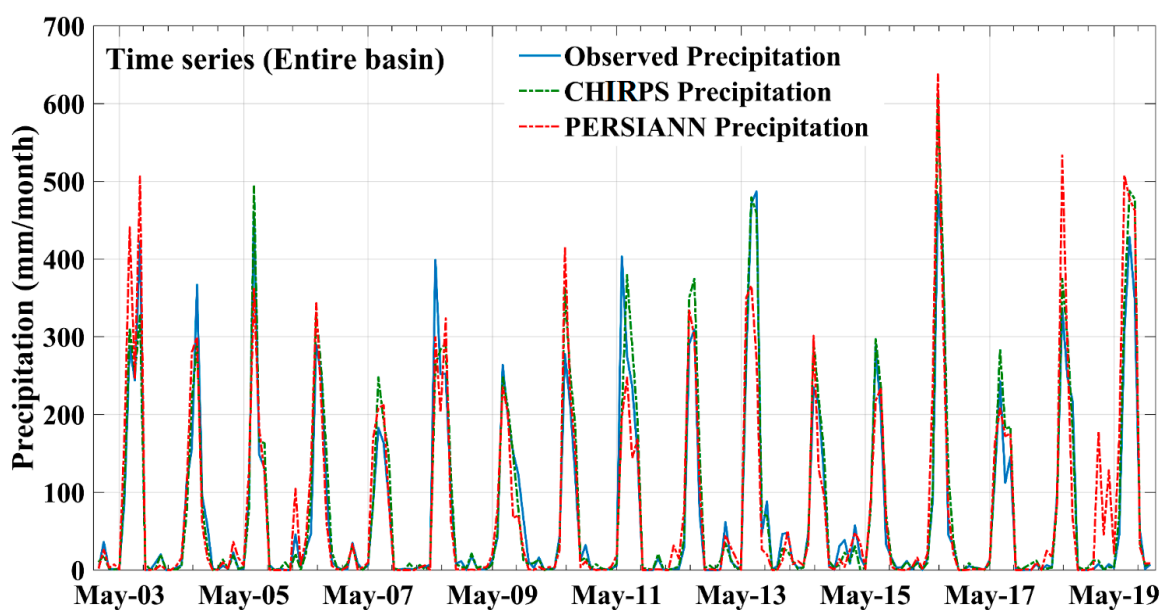 700
600
500
400
300
200
100
0
Precipitation (mm/month)
Time series (Entire basin)
Observed Precipitation
CHIRPS Precipitation
PERSIANN Precipitation
May-03 May-05 May-07 May-09 May-11 May-13 May-15 May-17 May-19